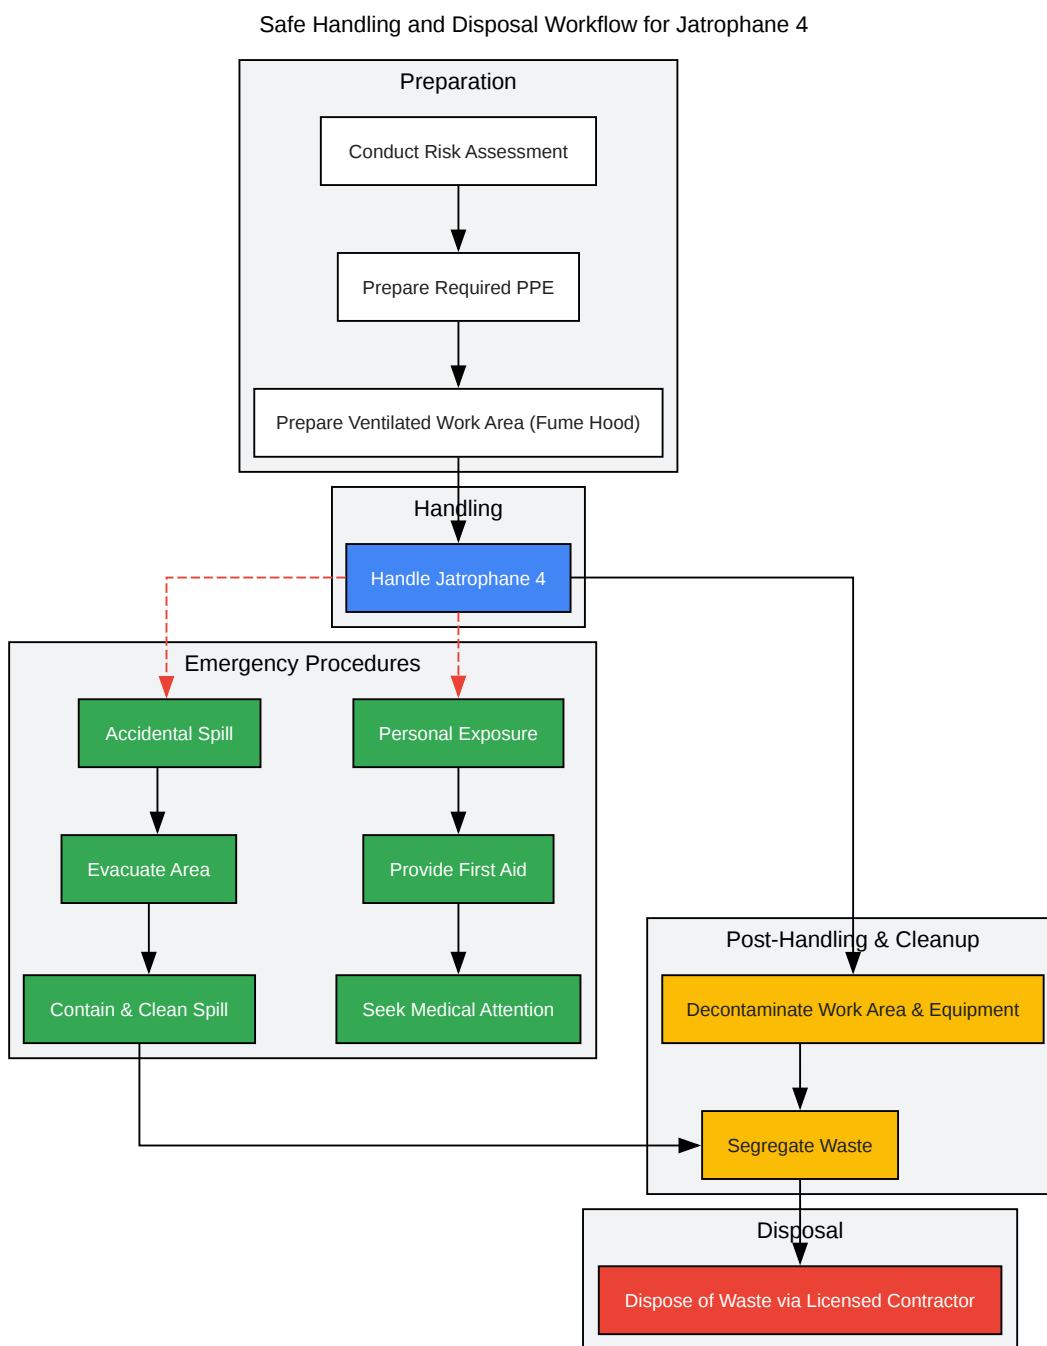 Safe Handling and Disposal Workflow for Jatrophane 4
Preparation
Conduct Risk Assessment
Prepare Required PPE
Prepare Ventilated Work Area (Fume Hood)
Handling
Handle Jatrophane 4
Emergency Procedures
Accidental Spill
Personal Exposure
Evacuate Area
Provide First Aid
Contain & Clean Spill
Seek Medical Attention
Post-Handling & Cleanup
Decontaminate Work Area & Equipment
Segregate Waste
Disposal
Dispose of Waste via Licensed Contractor